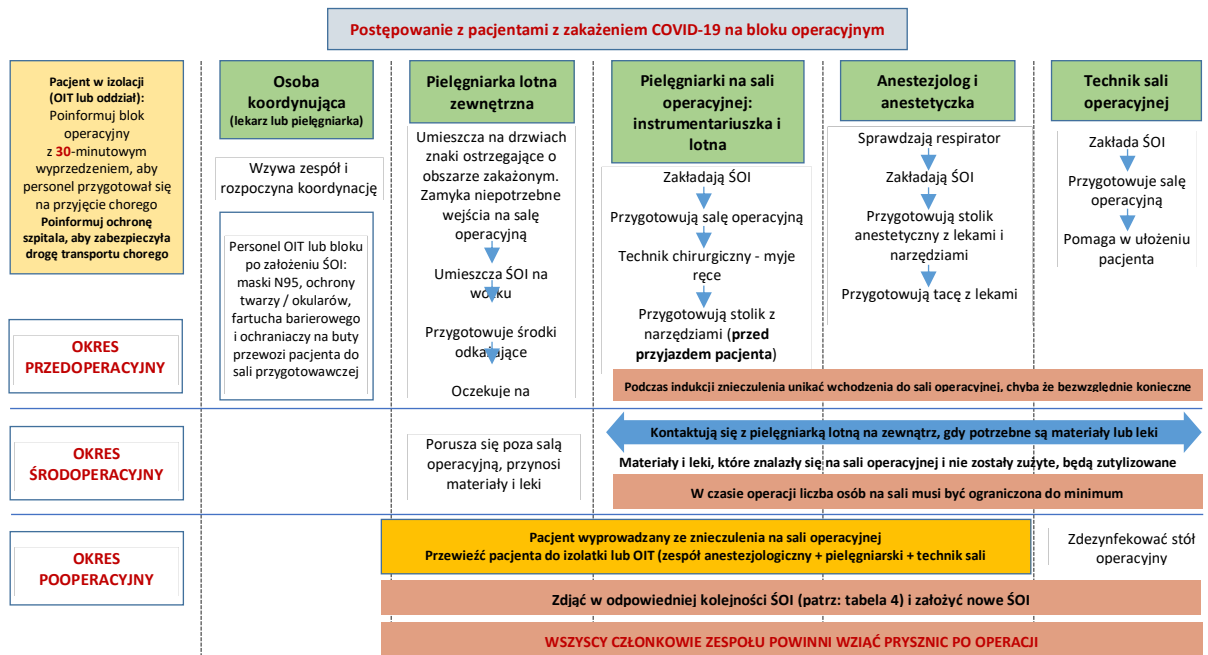 Postępowanie z pacjentami z zakażeniem COVID-19 na bloku operacyjnym
Pacjent w izolacji
(OIT lub oddział):
Poinformuj blok
operacyjny
z 30-minutowym
wyprzedzeniem, aby
personel przygotował się
na przyjęcie chorego
Poinformuj ochronę
szpitala, aby zabezpieczyła
drogę transportu chorego
Osoba
koordynująca
(lekarz lub pielęgniarka)
Wzywa zespół i
rozpoczyna koordynację
Personel OIT lub bloku
po założeniu ŚOI:
maski N95, ochrony
twarzy / okularów,
fartucha barierowego
i ochraniaczy na buty
przewozi pacjenta do
sali przygotowawczej
Pielęgniarka lotna
zewnętrzna
Umieszcza na drzwiach
znaki ostrzegające o
obszarze zakażonym.
Zamyka niepotrzebne
wejścia na salę
operacyjną
Umieszcza ŚOI na
wózku
Przygotowuje środki
odkażające
Oczekuje na
Pielęgniarki na sali
operacyjnej:
instrumentariuszka i
lotna
Zakładają ŚOI
Przygotowują salę operacyjną
Technik chirurgiczny - myje
ręce
Przygotowują stolik z
narzędziami (przed
przyjazdem pacjenta)
Anestezjolog i
anestetyczka
Sprawdzają respirator
Zakładają ŚOI
Przygotowują stolik
anestetyczny z lekami i
narzędziami
Przygotowują tacę z lekami
Technik sali
operacyjnej
Zakłada ŚOI
Przygotowuje salę
operacyjną
Pomaga w ułożeniu
pacjenta
OKRES
PRZEDOPERACYJNY
Podczas indukcji znieczulenia unikać wchodzenia do sali operacyjnej, chyba że bezwzględnie konieczne
OKRES
ŚRODOPERACYJNY
Porusza się poza salą
operacyjną, przynosi
materiały i leki
Kontaktują się z pielęgniarką lotną na zewnątrz, gdy potrzebne są materiały lub leki
Materiały i leki, które znalazły się na sali operacyjnej i nie zostały zużyte, będą zutylizowane
W czasie operacji liczba osób na sali musi być ograniczona do minimum
OKRES
POOPERACYJNY
Pacjent wyprowadzany ze znieczulenia na sali operacyjnej
Przewieźć pacjenta do izolatki lub OIT (zespół anestezjologiczny + pielęgniarski + technik sali
Zdezynfekować stół
operacyjny
Zdjąć w odpowiedniej kolejności ŚOI (patrz: tabela 4) i założyć nowe ŚOI
WSZYSCY CZŁONKOWIE ZESPOŁU POWINNI WZIĄĆ PRYSZNIC PO OPERACJI